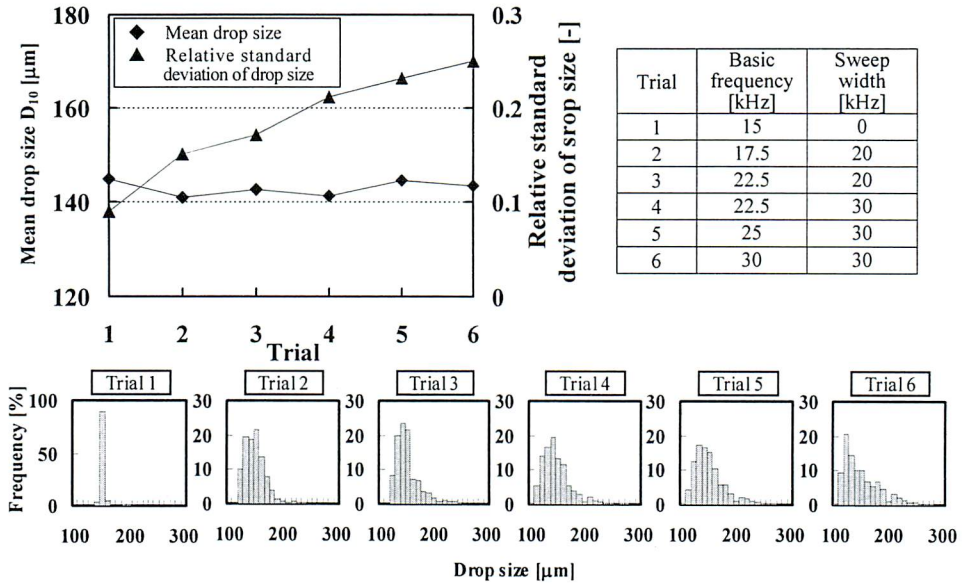 180
160
140
120
Mean drop size D₁₀ [μm]
Mean drop size
Relative standard
deviation of drop size
0.3
0.2
0.1
0
Relative standard
deviation of srop size [-]
1 2 3 4 5 6
Trial
Trial Basic frequency [kHz] Sweep width [kHz]
1 15 0
2 17.5 20
3 22.5 20
4 22.5 30
5 25 30
6 30 30
Trial 1 Trial 2 Trial 3 Trial 4 Trial 5 Trial 6
Frequency [%]
100 30 30 30 30 30
50 20 20 20 20 20
10 10 10 10 10
0 0 0 0 0 0
100 200 300 100 200 300 100 200 300 100 200 300 100 200 300 100 200 300
Drop size [μm]